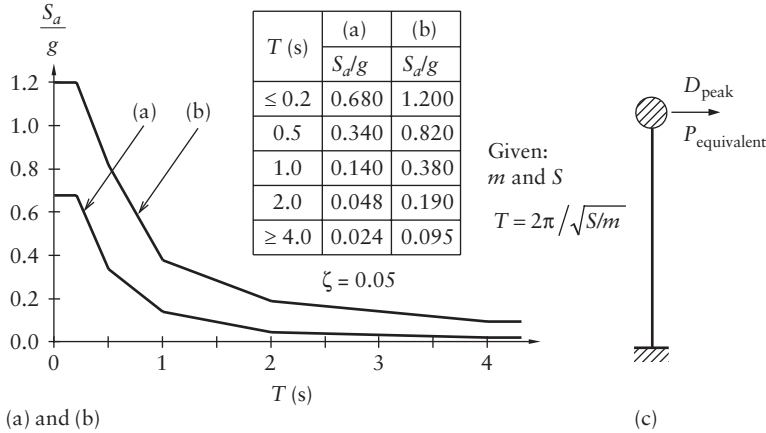 S_a
g
1.2
1.0
0.8
0.6
0.4
0.2
0.0
0 1 2 3 4
T (s)
(a)
(b)
T (s) (a) (b)
S_a/g S_a/g
≤ 0.2 0.680 1.200
0.5 0.340 0.820
1.0 0.140 0.380
2.0 0.048 0.190
≥ 4.0 0.024 0.095
ζ = 0.05
D_peak
P_equivalent
Given:
m and S
T = 2π/√S/m
(a) and (b)
(c)